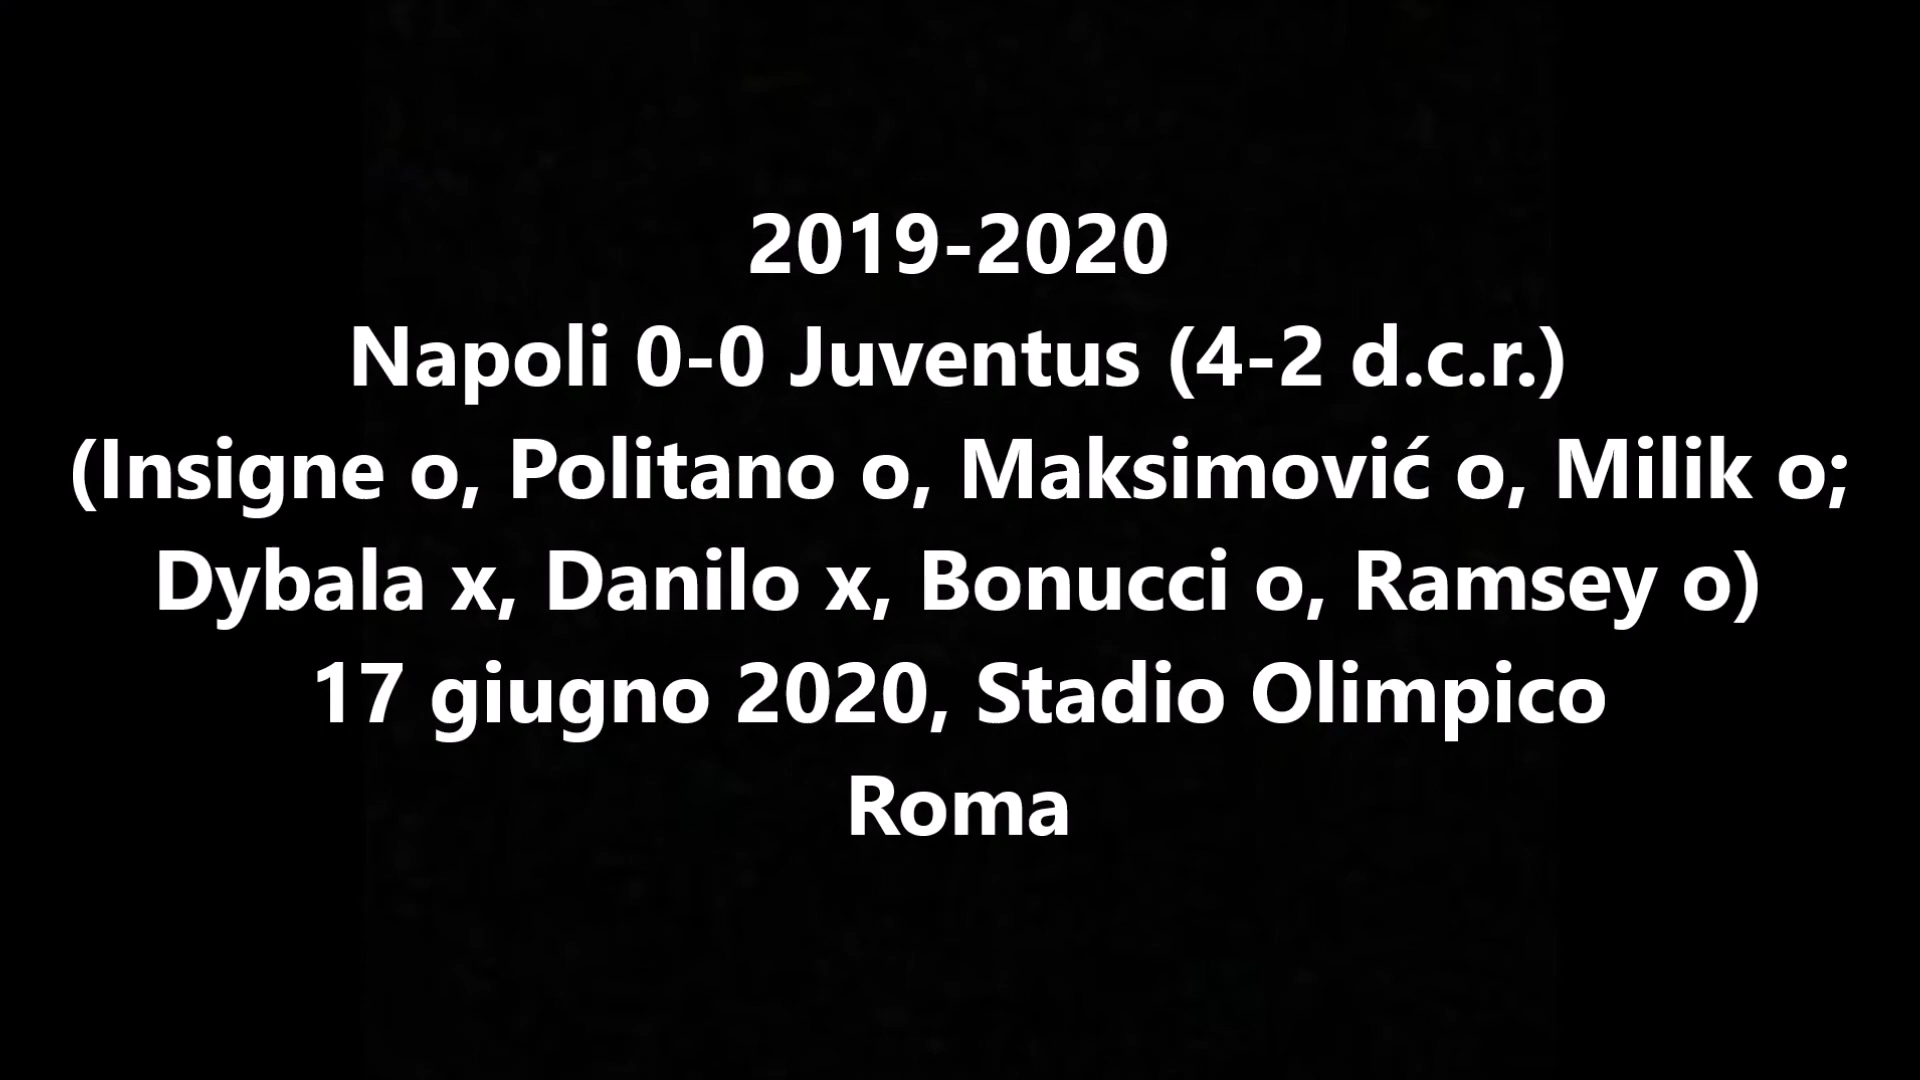 2019-2020
Napoli 0-0 Juventus (4-2 d.c.r.)
(Insigne o, Politano o, Maksimović o, Milik o;
Dybala x, Danilo x, Bonucci o, Ramsey o)
17 giugno 2020, Stadio Olimpico
Roma